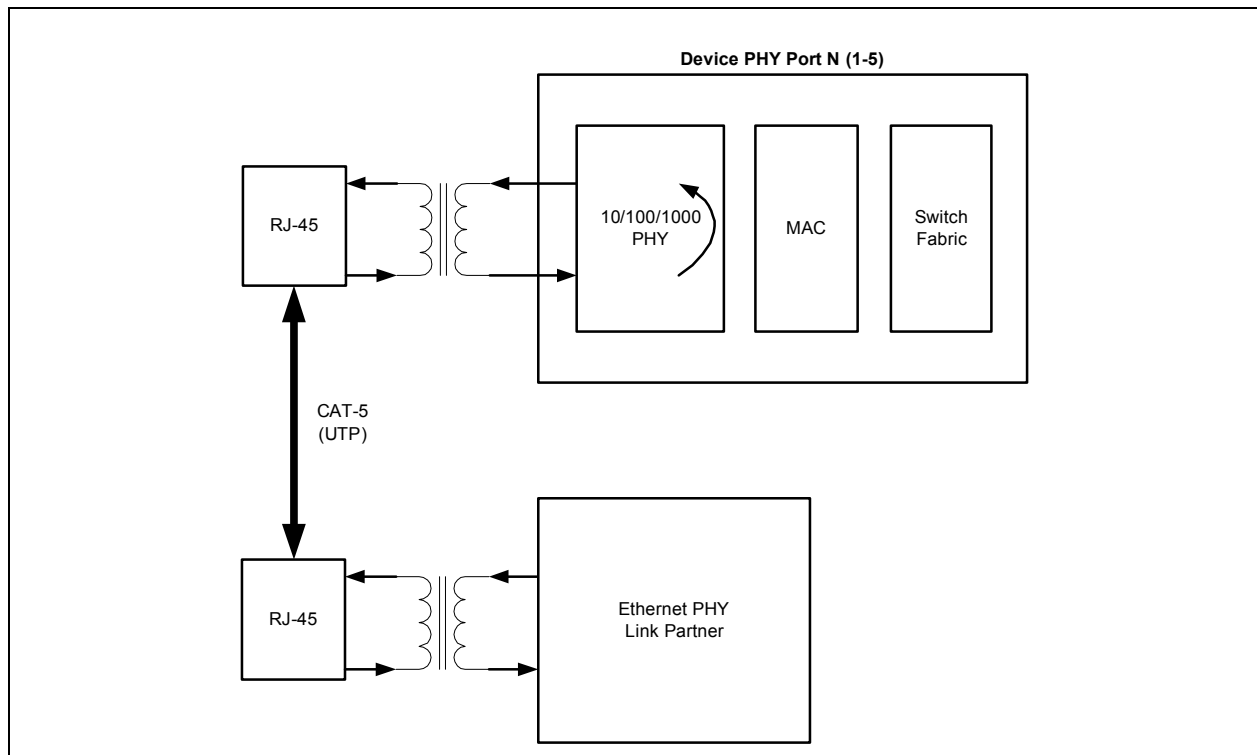 Device PHY Port N (1-5)
RJ-45
10/100/1000
PHY
MAC
Switch
Fabric
CAT-5
(UTP)
RJ-45
Ethernet PHY
Link Partner